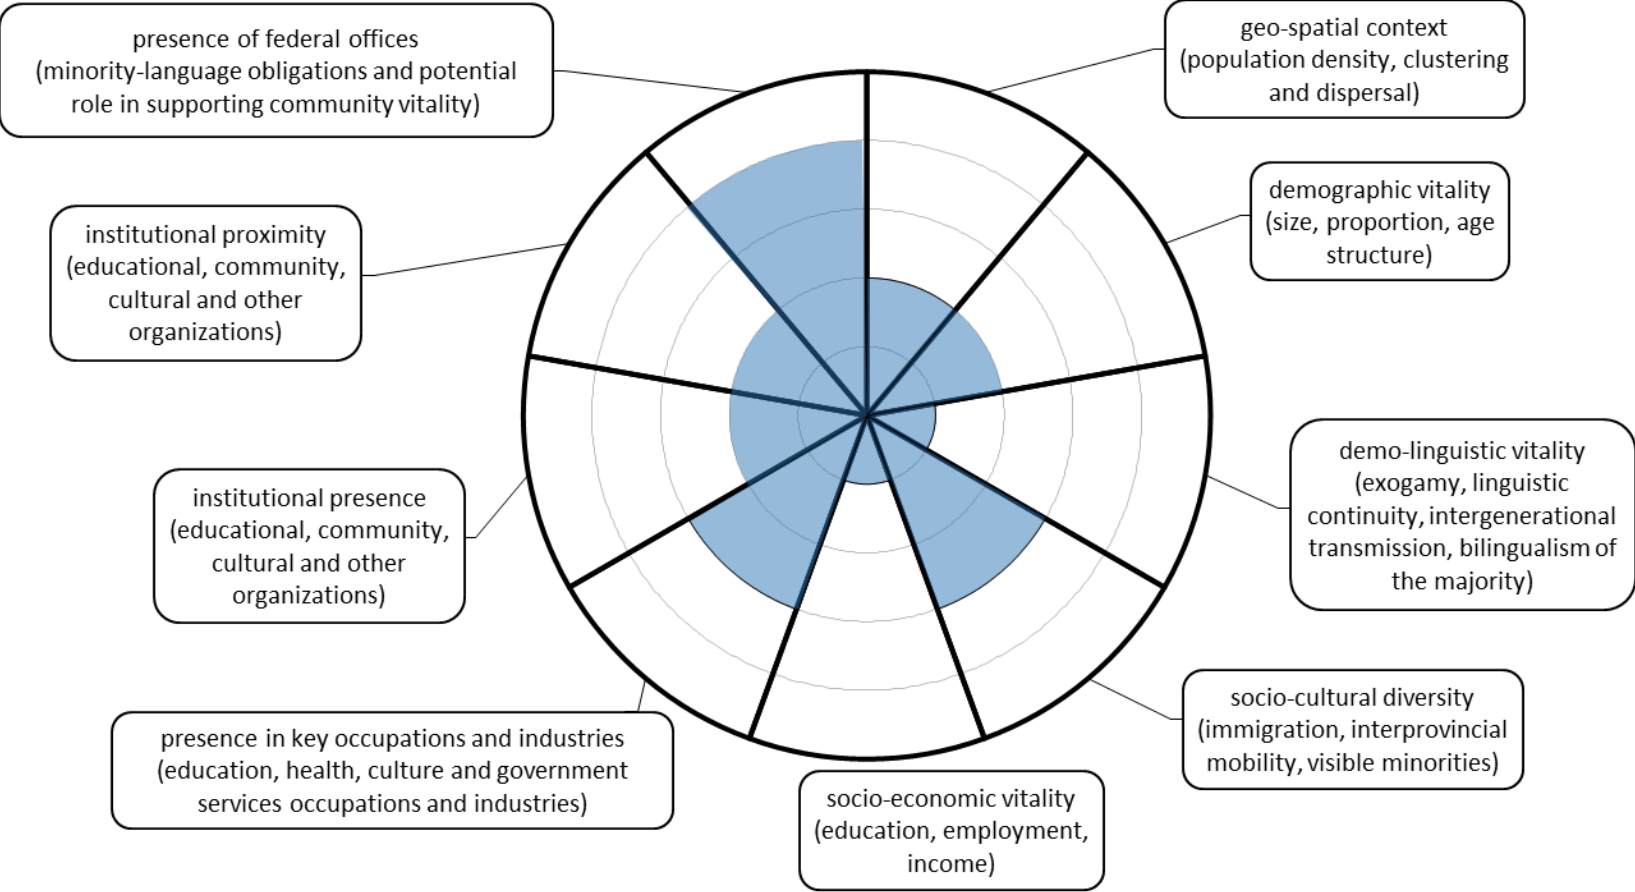 presence of federal offices
(minority-language obligations and potential
role in supporting community vitality)
geo-spatial context
(population density, clustering
and dispersal)
demographic vitality
(size, proportion, age
structure)
demo-linguistic vitality
(exogamy, linguistic
continuity, intergenerational
transmission, bilingualism of
the majority)
socio-cultural diversity
(immigration, interprovincial
mobility, visible minorities)
socio-economic vitality
(education, employment,
income)
presence in key occupations and industries
(education, health, culture and government
services occupations and industries)
institutional presence
(educational, community,
cultural and other
organizations)
institutional proximity
(educational, community,
cultural and other
organizations)